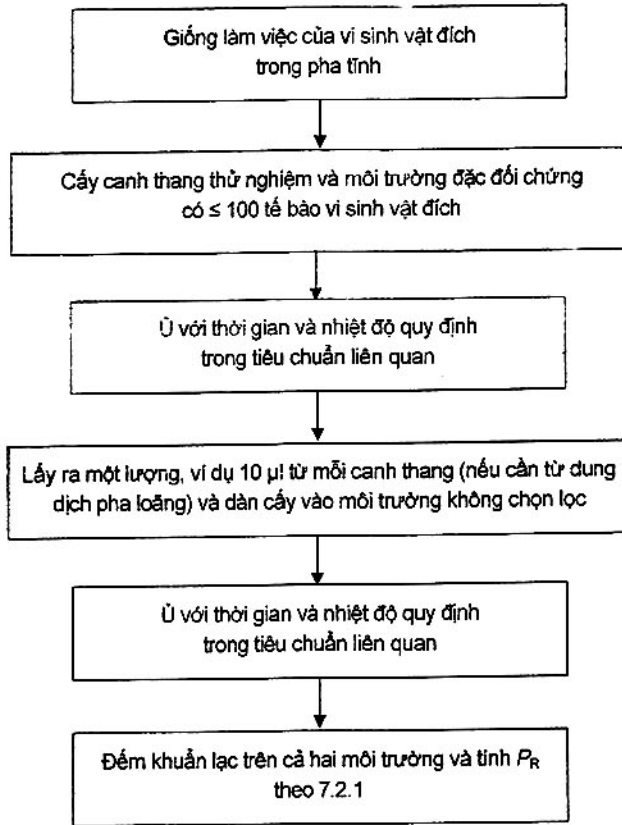 Giống làm việc của vi sinh vật đích
trong pha tĩnh
Cấy canh thang thử nghiệm và môi trường đặc đối chứng
có ≤ 100 tế bào vi sinh vật đích
Ủ với thời gian và nhiệt độ quy định
trong tiêu chuẩn liên quan
Lấy ra một lượng, ví dụ 10 µl từ mỗi canh thang (nếu cần từ dung
dịch pha loãng) và dàn cấy vào môi trường không chọn lọc
Ủ với thời gian và nhiệt độ quy định
trong tiêu chuẩn liên quan
Đếm khuẩn lạc trên cả hai môi trường và tính PR
theo 7.2.1